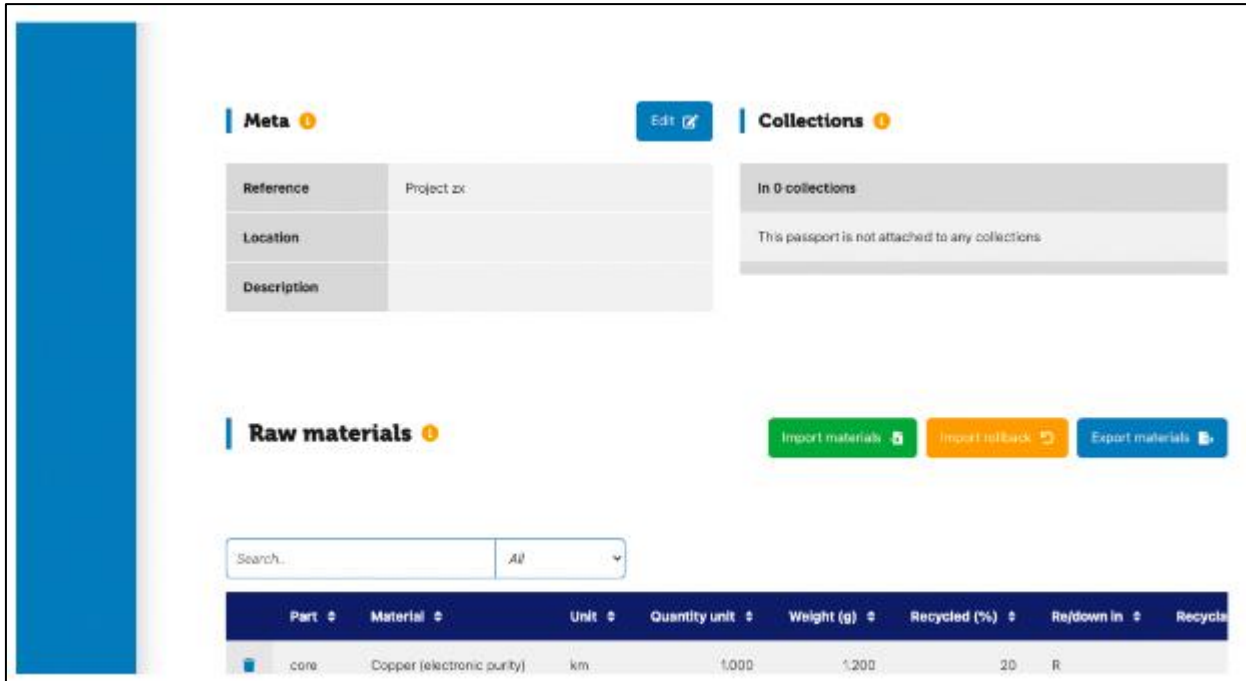 Meta
Edit
Collections
Reference Project zx
Location
Description
In 0 collections
This passport is not attached to any collections
Raw materials
Import materials Import rollback Export materials
Search.. All
Part Material Unit Quantity unit Weight (g) Recycled (%) Re/down in Recycla
core Copper (electronic purity) km 1.000 1.200 20 R